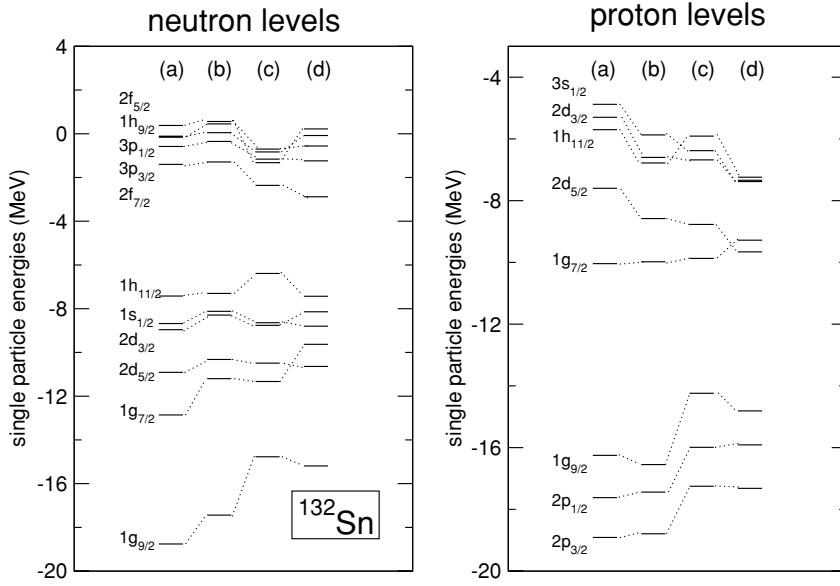 neutron levels
proton levels
single particle energies (MeV)
4
0
-4
-8
-12
-16
-20
(a) (b) (c) (d)
2f5/2
1h9/2
3p1/2
3p3/2
2f7/2
1h11/2
1s1/2
2d3/2
2d5/2
1g7/2
1g9/2
132Sn
single particle energies (MeV)
-4
-8
-12
-16
-20
(a) (b) (c) (d)
3s1/2
2d3/2
1h11/2
2d5/2
1g7/2
1g9/2
2p1/2
2p3/2